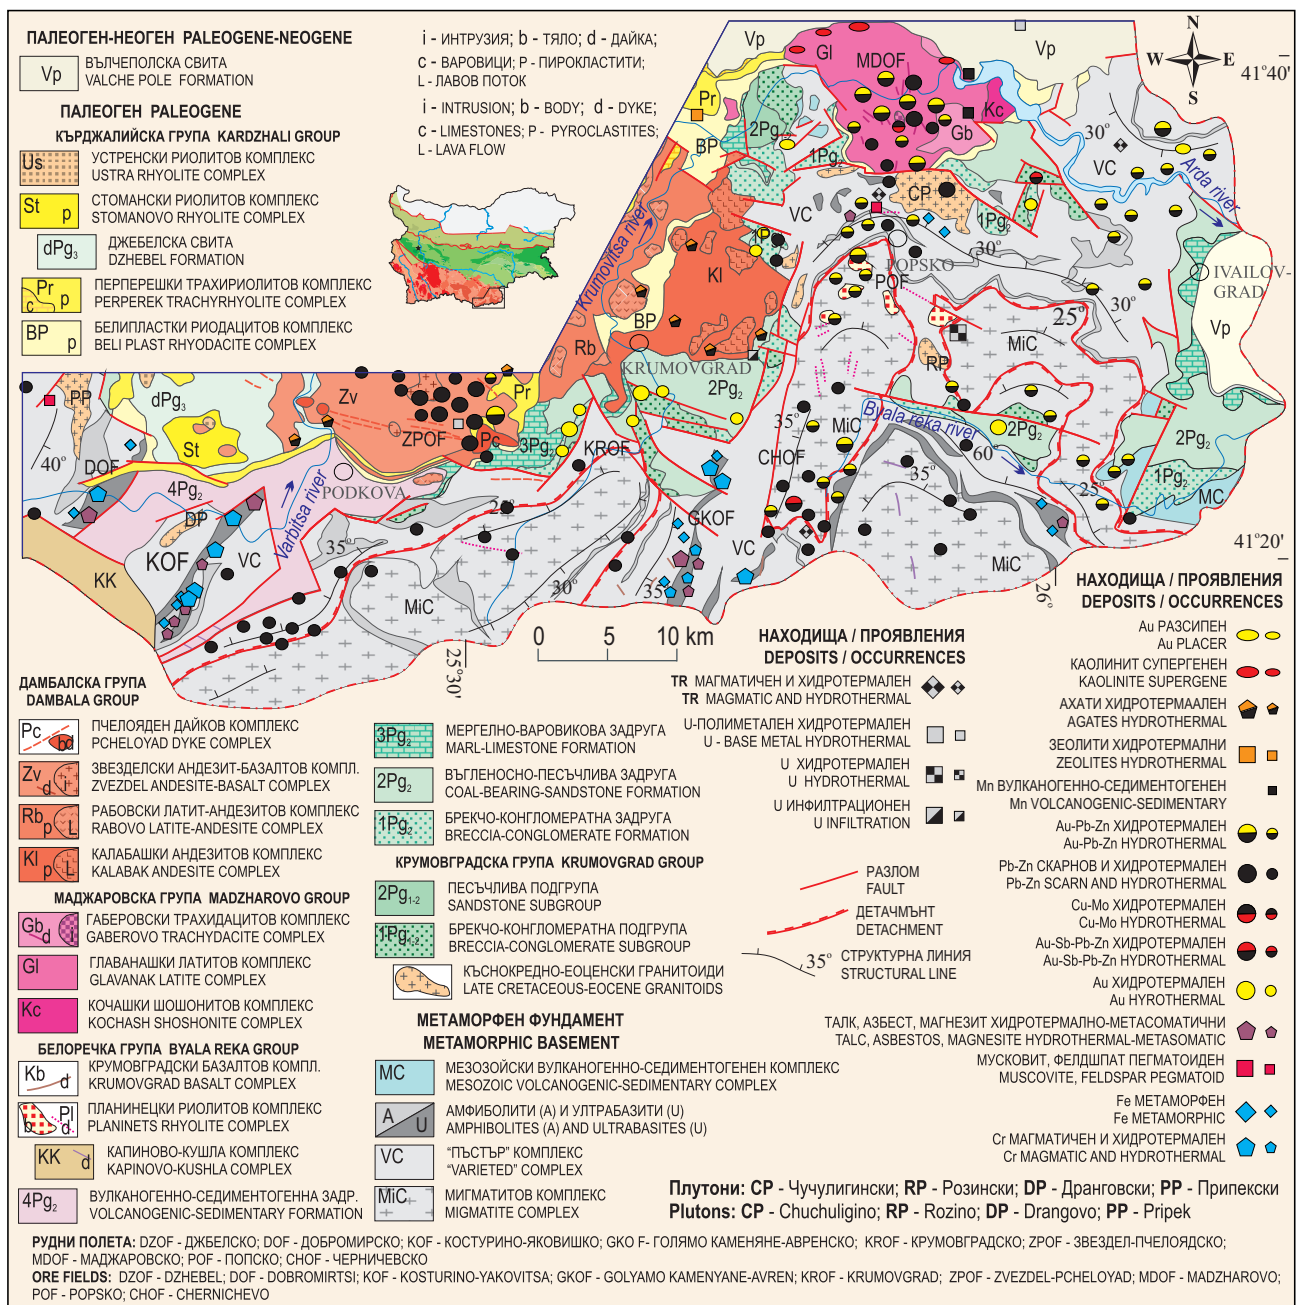 ПАЛЕОГЕН-НЕОГЕН PALEOGENE-NEOGENE
Vp
ВЪЛЧЕПОЛСКА СВИТА
VALCHE POLE FORMATION
ПАЛЕОГЕН PALEOGENE
КЪРДЖАЛИЙСКА ГРУПА KARDZHALI GROUP
Us
УСТРЕНСКИ РИОЛИТОВ КОМПЛЕКС
USTRA RHYOLITE COMPLEX
St p
СТОМАНСКИ РИОЛИТОВ КОМПЛЕКС
STOMANOVO RHYOLITE COMPLEX
dPg3
ДЖЕБЕЛСКА СВИТА
DZHEBEL FORMATION
Pr c p
ПЕРПЕРЕШКИ ТРАХИРИОЛИТОВ КОМПЛЕКС
PERPEREK TRACHYRHYOLITE COMPLEX
BP p
БЕЛИПЛАСТКИ РИОДАЦИТОВ КОМПЛЕКС
BELI PLAST RHYODACITE COMPLEX
i - ИНТРУЗИЯ; b - ТЯЛО; d - ДАЙКА;
c - ВАРОВИЦИ; P - ПИРОКЛАСТИТИ;
L - ЛАВОВ ПОТОК
i - INTRUSION; b - BODY; d - DYKE;
c - LIMESTONES; P - PYROCLASTITES;
L - LAVA FLOW
N
W E
S
41°40'
Vp
Gl
MDOF
Vp
Pr
Kc
2Pg1-2
Gb
30°
BP
1Pg2
VC
Arda river
CP
VC
1Pg2
Krumovitsa river
30°
1Pg2
POPSKO
IVAILOV-
GRAD
Kl
POF
30°
25°
Vp
BP
MiC
Rb
RP
KRUMOVGRAD
Zv
Pr
2Pg2
PP
dPg3
Byala reka river
35°
MiC
St
ZPOF
Pc
3Pg2
KROF
2Pg2
2Pg2
60°
CHOF
40°
DOF
35°
1Pg2
4Pg2
PODKOVA
25°
MC
25°
DP
Varbitsa river
GKOF
KOF
VC
35°
VC
41°20'
KK
MiC
30°
35°
MiC
26°
0 5 10 km
25°30'
НАХОДИЩА / ПРОЯВЛЕНИЯ
DEPOSITS / OCCURRENCES
TR МАГМАТИЧЕН И ХИДРОТЕРМАЛЕН
TR MAGMATIC AND HYDROTHERMAL
U-ПОЛИМЕТАЛЕН ХИДРОТЕРМАЛЕН
U - BASE METAL HYDROTHERMAL
U ХИДРОТЕРМАЛЕН
U HYDROTHERMAL
U ИНФИЛТРАЦИОНЕН
U INFILTRATION
РАЗЛОМ
FAULT
ДЕТАЧМЪНТ
DETACHMENT
35°
СТРУКТУРНА ЛИНИЯ
STRUCTURAL LINE
НАХОДИЩА / ПРОЯВЛЕНИЯ
DEPOSITS / OCCURRENCES
Au РАЗСИПЕН
Au PLACER
КАОЛИНИТ СУПЕРГЕНЕН
KAOLINITE SUPERGENE
АХАТИ ХИДРОТЕРМААЛЕН
AGATES HYDROTHERMAL
ЗЕОЛИТИ ХИДРОТЕРМАЛНИ
ZEOLITES HYDROTHERMAL
Mn ВУЛКАНОГЕННО-СЕДИМЕНТОГЕНЕН
Mn VOLCANOGENIC-SEDIMENTARY
Au-Pb-Zn ХИДРОТЕРМАЛЕН
Au-Pb-Zn HYDROTHERMAL
Pb-Zn СКАРНОВ И ХИДРОТЕРМАЛЕН
Pb-Zn SCARN AND HYDROTHERMAL
Cu-Mo ХИДРОТЕРМАЛЕН
Cu-Mo HYDROTHERMAL
Au-Sb-Pb-Zn ХИДРОТЕРМАЛЕН
Au-Sb-Pb-Zn HYDROTHERMAL
Au ХИДРОТЕРМАЛЕН
Au HYROTHERMAL
ТАЛК, АЗБЕСТ, МАГНЕЗИТ ХИДРОТЕРМАЛНО-МЕТАСОМАТИЧНИ
TALC, ASBESTOS, MAGNESITE HYDROTHERMAL-METASOMATIC
МУСКОВИТ, ФЕЛДШПАТ ПЕГМАТОИДЕН
MUSCOVITE, FELDSPAR PEGMATOID
Fe МЕТАМОРФЕН
Fe METAMORPHIC
Cr МАГМАТИЧЕН И ХИДРОТЕРМАЛЕН
Cr MAGMATIC AND HYDROTHERMAL
ДАМБАЛСКА ГРУПА
DAMBALA GROUP
Pc bd
ПЧЕЛОЯДЕН ДАЙКОВ КОМПЛЕКС
PCHELOYAD DYKE COMPLEX
Zv d i
ЗВЕЗДЕЛСКИ АНДЕЗИТ-БАЗАЛТОВ КОМПЛ.
ZVEZDEL ANDESITE-BASALT COMPLEX
Rb p L
РАБОВСКИ ЛАТИТ-АНДЕЗИТОВ КОМПЛЕКС
RABOVO LATITE-ANDESITE COMPLEX
Kl p L
КАЛАБАШКИ АНДЕЗИТОВ КОМПЛЕКС
KALABAK ANDESITE COMPLEX
МАДЖАРОВСКА ГРУПА MADZHAROVO GROUP
Gb d i
ГАБЕРОВСКИ ТРАХИДАЦИТОВ КОМПЛЕКС
GABEROVO TRACHYDACITE COMPLEX
Gl
ГЛАВАНАШКИ ЛАТИТОВ КОМПЛЕКС
GLAVANAK LATITE COMPLEX
Kc
КОЧАШКИ ШОШОНИТОВ КОМПЛЕКС
KOCHASH SHOSHONITE COMPLEX
БЕЛОРЕЧКА ГРУПА BYALA REKA GROUP
Kb d
КРУМОВГРАДСКИ БАЗАЛТОВ КОМПЛ.
KRUMOVGRAD BASALT COMPLEX
b Pl d
ПЛАНИНЕЦКИ РИОЛИТОВ КОМПЛЕКС
PLANINETS RHYOLITE COMPLEX
KK d
КАПИНОВО-КУШЛА КОМПЛЕКС
KAPINOVO-KUSHLA COMPLEX
4Pg2
ВУЛКАНОГЕННО-СЕДИМЕНТОГЕННА ЗАДР.
VOLCANOGENIC-SEDIMENTARY FORMATION
3Pg2
МЕРГЕЛНО-ВАРОВИКОВА ЗАДРУГА
MARL-LIMESTONE FORMATION
2Pg2
ВЪГЛЕНОСНО-ПЕСЪЧЛИВА ЗАДРУГА
COAL-BEARING-SANDSTONE FORMATION
1Pg2
БРЕКЧО-КОНГЛОМЕРАТНА ЗАДРУГА
BRECCIA-CONGLOMERATE FORMATION
КРУМОВГРАДСКА ГРУПА KRUMOVGRAD GROUP
2Pg1-2
ПЕСЪЧЛИВА ПОДГРУПА
SANDSTONE SUBGROUP
1Pg1-2
БРЕКЧО-КОНГЛОМЕРАТНА ПОДГРУПА
BRECCIA-CONGLOMERATE SUBGROUP
КЪСНОКРЕДНО-ЕОЦЕНСКИ ГРАНИТОИДИ
LATE CRETACEOUS-EOCENE GRANITOIDS
МЕТАМОРФЕН ФУНДАМЕНТ
METAMORPHIC BASEMENT
MC
МЕЗОЗОЙСКИ ВУЛКАНОГЕННО-СЕДИМЕНТОГЕНЕН КОМПЛЕКС
MESOZOIC VOLCANOGENIC-SEDIMENTARY COMPLEX
A U
АМФИБОЛИТИ (A) И УЛТРАБАЗИТИ (U)
AMPHIBOLITES (A) AND ULTRABASITES (U)
VC
"ПЪСТЪР" КОМПЛЕКС
"VARIETED" COMPLEX
MiC
МИГМАТИТОВ КОМПЛЕКС
MIGMATITE COMPLEX
Плутони: CP - Чучулигински; RP - Розински; DP - Дранговски; PP - Припекски
Plutons: CP - Chuchuligino; RP - Rozino; DP - Drangovo; PP - Pripek
РУДНИ ПОЛЕТА: DZOF - ДЖЕБЕЛСКО; DOF - ДОБРОМИРСКО; KOF - КОСТУРИНО-ЯКОВИШКО; GKO F- ГОЛЯМО КАМЕНЯНЕ-АВРЕНСКО; KROF - КРУМОВГРАДСКО; ZPOF - ЗВЕЗДЕЛ-ПЧЕЛОЯДСКО;
MDOF - МАДЖАРОВСКО; POF - ПОПСКО; CHOF - ЧЕРНИЧЕВСКО
ORE FIELDS: DZOF - DZHEBEL; DOF - DOBROMIRTSI; KOF - KOSTURINO-YAKOVITSA; GKOF - GOLYAMO KAMENYANE-AVREN; KROF - KRUMOVGRAD; ZPOF - ZVEZDEL-PCHELOYAD; MDOF - MADZHAROVO;
POF - POPSKO; CHOF - CHERNICHEVO